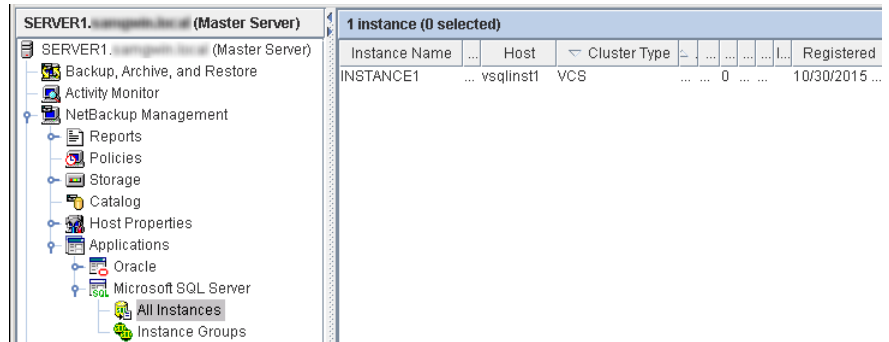 SERVER1. (Master Server)
1 instance (0 selected)
SERVER1. (Master Server)
Backup, Archive, and Restore
Activity Monitor
NetBackup Management
Reports
Policies
Storage
Catalog
Host Properties
Applications
Oracle
Microsoft SQL Server
All Instances
Instance Groups
Instance Name ... Host Cluster Type ... ... ... ... I... Registered
INSTANCE1 ... vsqlinst1 VCS ... ... 0 ... ... 10/30/2015 ...